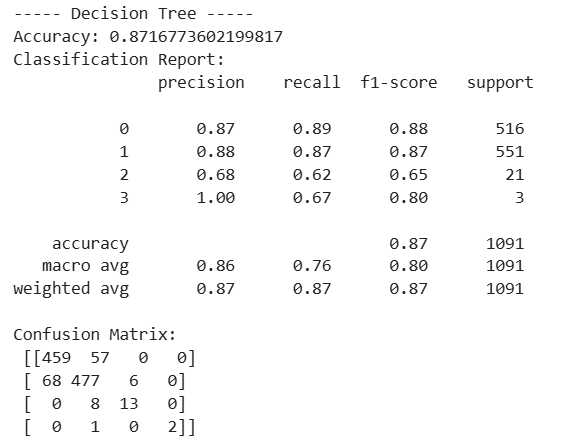 ----- Decision Tree -----
Accuracy: 0.8716773602199817
Classification Report:
precision recall f1-score support
0 0.87 0.89 0.88 516
1 0.88 0.87 0.87 551
2 0.68 0.62 0.65 21
3 1.00 0.67 0.80 3
accuracy 0.87 1091
macro avg 0.86 0.76 0.80 1091
weighted avg 0.87 0.87 0.87 1091
Confusion Matrix:
[[459 57 0 0]
[ 68 477 6 0]
[ 0 8 13 0]
[ 0 1 0 2]]